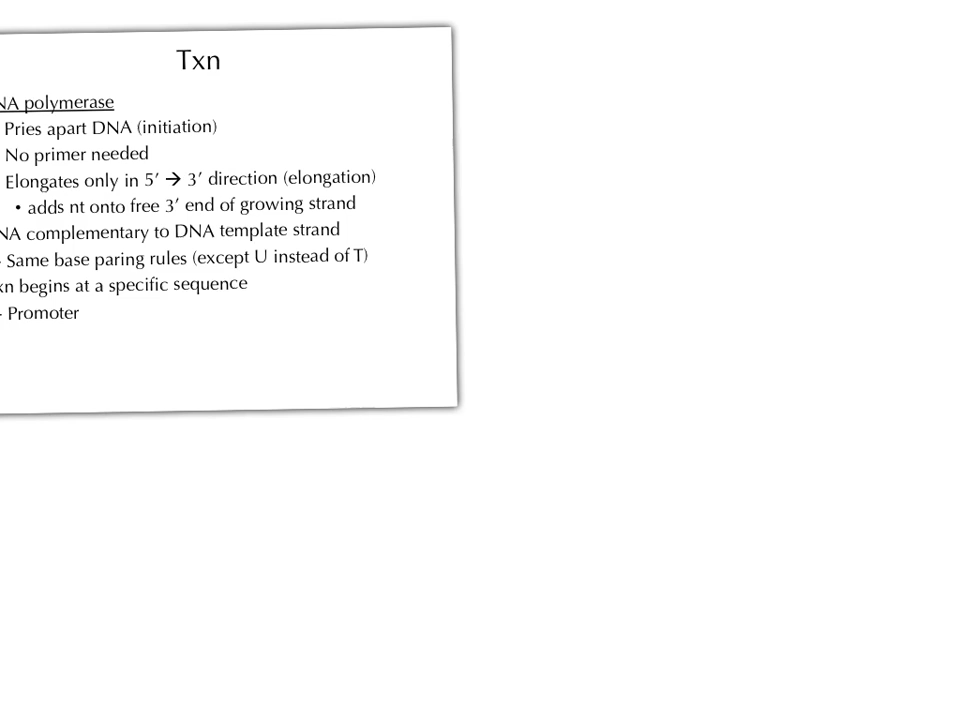 Txn
NA polymerase
Pries apart DNA (initiation)
No primer needed
Elongates only in 5′ → 3′ direction (elongation)
• adds nt onto free 3′ end of growing strand
NA complementary to DNA template strand
- Same base paring rules (except U instead of T)
xn begins at a specific sequence
- Promoter